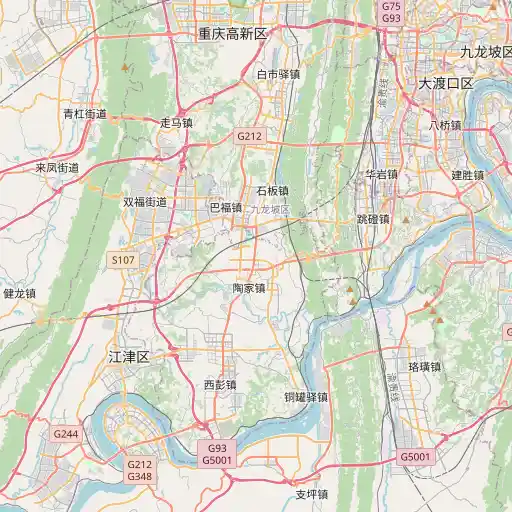 G75
G93
重庆高新区
九龙坡区
白市驿镇
大渡口区
青杠街道
走马镇
八桥镇
G212
来凤街道
华岩镇
建胜镇
石板镇
双福街道
巴福镇
九龙坡区
跳磴镇
S107
陶家镇
健龙镇
江津区
珞璜镇
西彭镇
铜罐驿镇
G244
G93
G5001
G5001
G212
G348
支坪镇